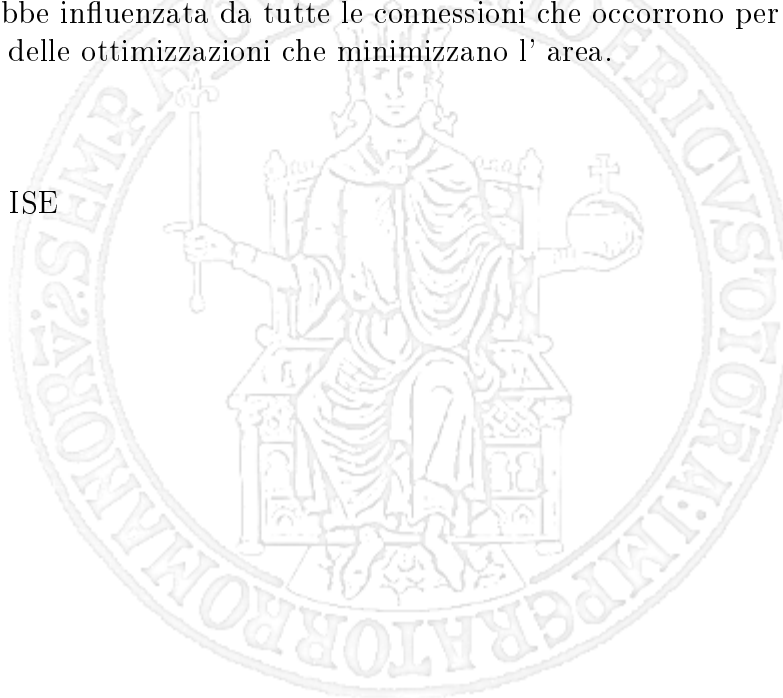 bbe influenzata da tutte le connessioni che occorrono per
delle ottimizzazioni che minimizzano l' area.
ISE